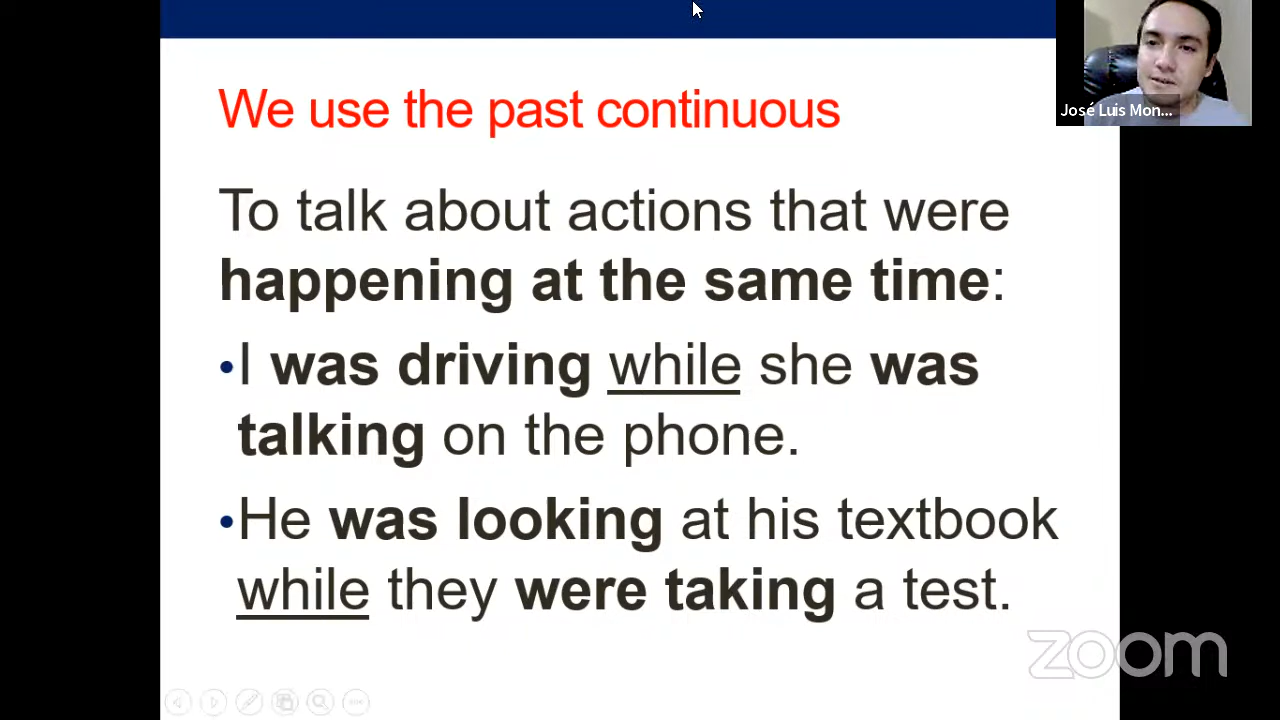 We use the past continuous
José Luis Mon...
To talk about actions that were
happening at the same time:
•I was driving while she was
talking on the phone.
•He was looking at his textbook
while they were taking a test.
zoom